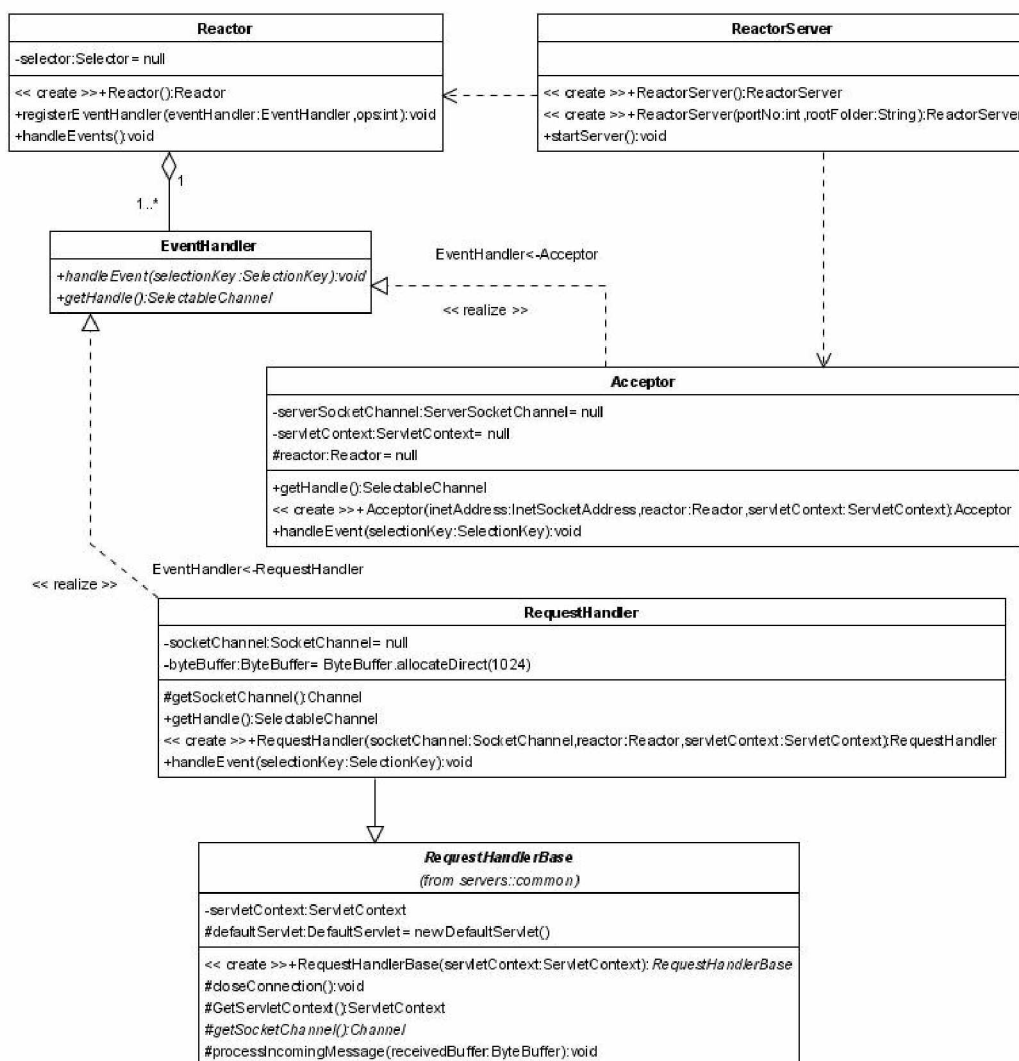 Reactor
-selector:Selector= null
<< create >>+Reactor():Reactor
+registerEventHandler(eventHandler:EventHandler,ops:int):void
+handleEvents():void
ReactorServer
<< create >>+ReactorServer():ReactorServer
<< create >>+ReactorServer(portNo:int,rootFolder:String):ReactorServer
+startServer():void
1
1..*
EventHandler
+handleEvent(selectionKey:SelectionKey):void
+getHandle():SelectableChannel
EventHandler<-Acceptor
<< realize >>
Acceptor
-serverSocketChannel:ServerSocketChannel= null
-servletContext:ServletContext= null
#reactor:Reactor= null
+getHandle():SelectableChannel
<< create >>+Acceptor(inetAddress:InetSocketAddress,reactor:Reactor,servletContext:ServletContext):Acceptor
+handleEvent(selectionKey:SelectionKey):void
EventHandler<-RequestHandler
<< realize >>
RequestHandler
-socketChannel:SocketChannel= null
-byteBuffer:ByteBuffer= ByteBuffer.allocateDirect(1024)
#getSocketChannel():Channel
+getHandle():SelectableChannel
<< create >>+RequestHandler(socketChannel:SocketChannel,reactor:Reactor,servletContext:ServletContext):RequestHandler
+handleEvent(selectionKey:SelectionKey):void
RequestHandlerBase
(from servers::common)
-servletContext:ServletContext
#defaultServlet:DefaultServlet= new DefaultServlet()
<< create >>+RequestHandlerBase(servletContext:ServletContext): RequestHandlerBase
#closeConnection():void
#GetServletContext():ServletContext
#getSocketChannel():Channel
#processIncomingMessage(receivedBuffer:ByteBuffer):void